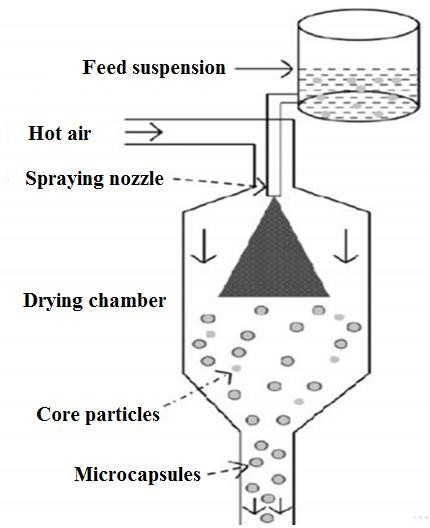 Feed suspension
Hot air
Spraying nozzle
Drying chamber
Core particles
Microcapsules